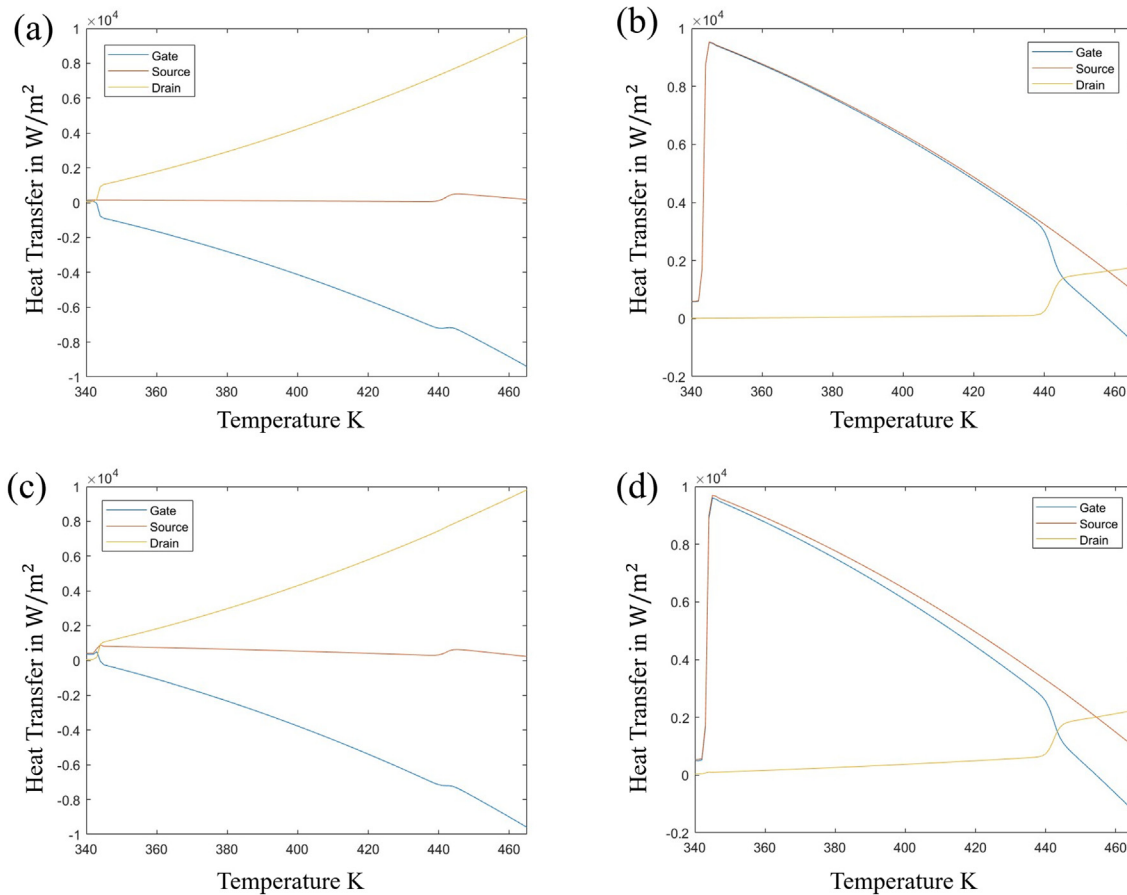 (a)
×10⁴
Heat Transfer in W/m²
1
0.8
0.6
0.4
0.2
0
-0.2
-0.4
-0.6
-0.8
-1
Gate
Source
Drain
340 360 380 400 420 440 460
Temperature K
(b)
×10⁴
Heat Transfer in W/m²
1
0.8
0.6
0.4
0.2
0
-0.2
Gate
Source
Drain
340 360 380 400 420 440 460
Temperature K
(c)
×10⁴
Heat Transfer in W/m²
1
0.8
0.6
0.4
0.2
0
-0.2
-0.4
-0.6
-0.8
-1
Gate
Source
Drain
340 360 380 400 420 440 460
Temperature K
(d)
×10⁴
Heat Transfer in W/m²
1
0.8
0.6
0.4
0.2
0
-0.2
Gate
Source
Drain
340 360 380 400 420 440 460
Temperature K